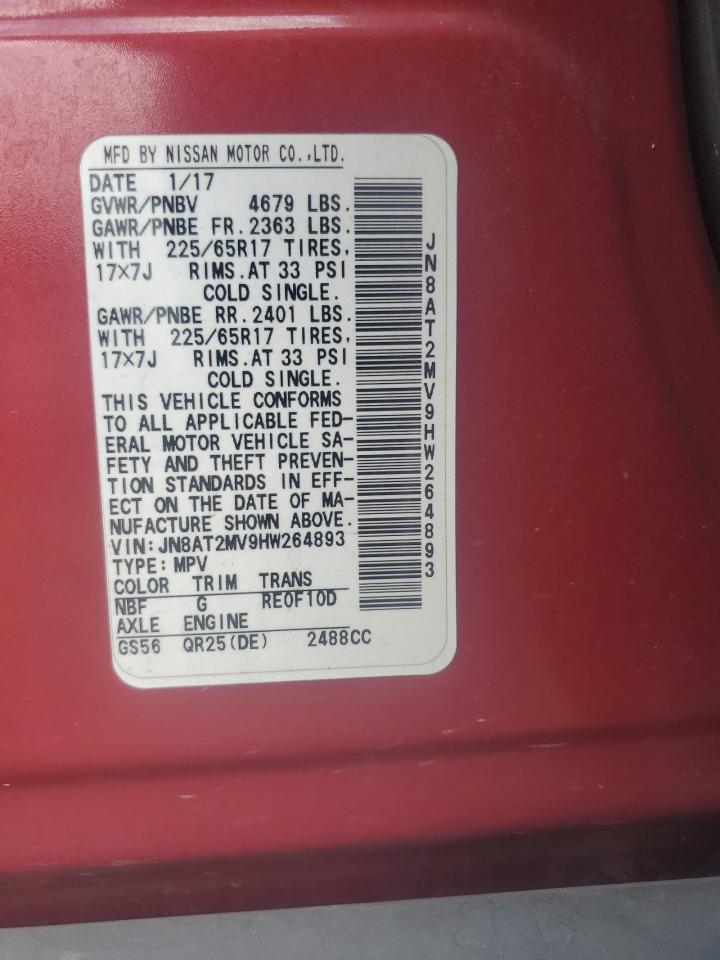 MFD BY NISSAN MOTOR CO.,LTD.
DATE 1/17
GVWR/PNBV 4679 LBS.
GAWR/PNBE FR.2363 LBS.
WITH 225/65R17 TIRES,
17×7J RIMS.AT 33 PSI
COLD SINGLE.
GAWR/PNBE RR.2401 LBS.
WITH 225/65R17 TIRES,
17×7J RIMS.AT 33 PSI
COLD SINGLE.
THIS VEHICLE CONFORMS
TO ALL APPLICABLE FED-
ERAL MOTOR VEHICLE SA-
FETY AND THEFT PREVEN-
TION STANDARDS IN EFF-
ECT ON THE DATE OF MA-
NUFACTURE SHOWN ABOVE.
VIN:JN8AT2MV9HW264893
TYPE:MPV
COLOR TRIM TRANS
NBF G RE0F10D
AXLE ENGINE
GS56 QR25(DE) 2488CC
JN8AT2MV9HW264893